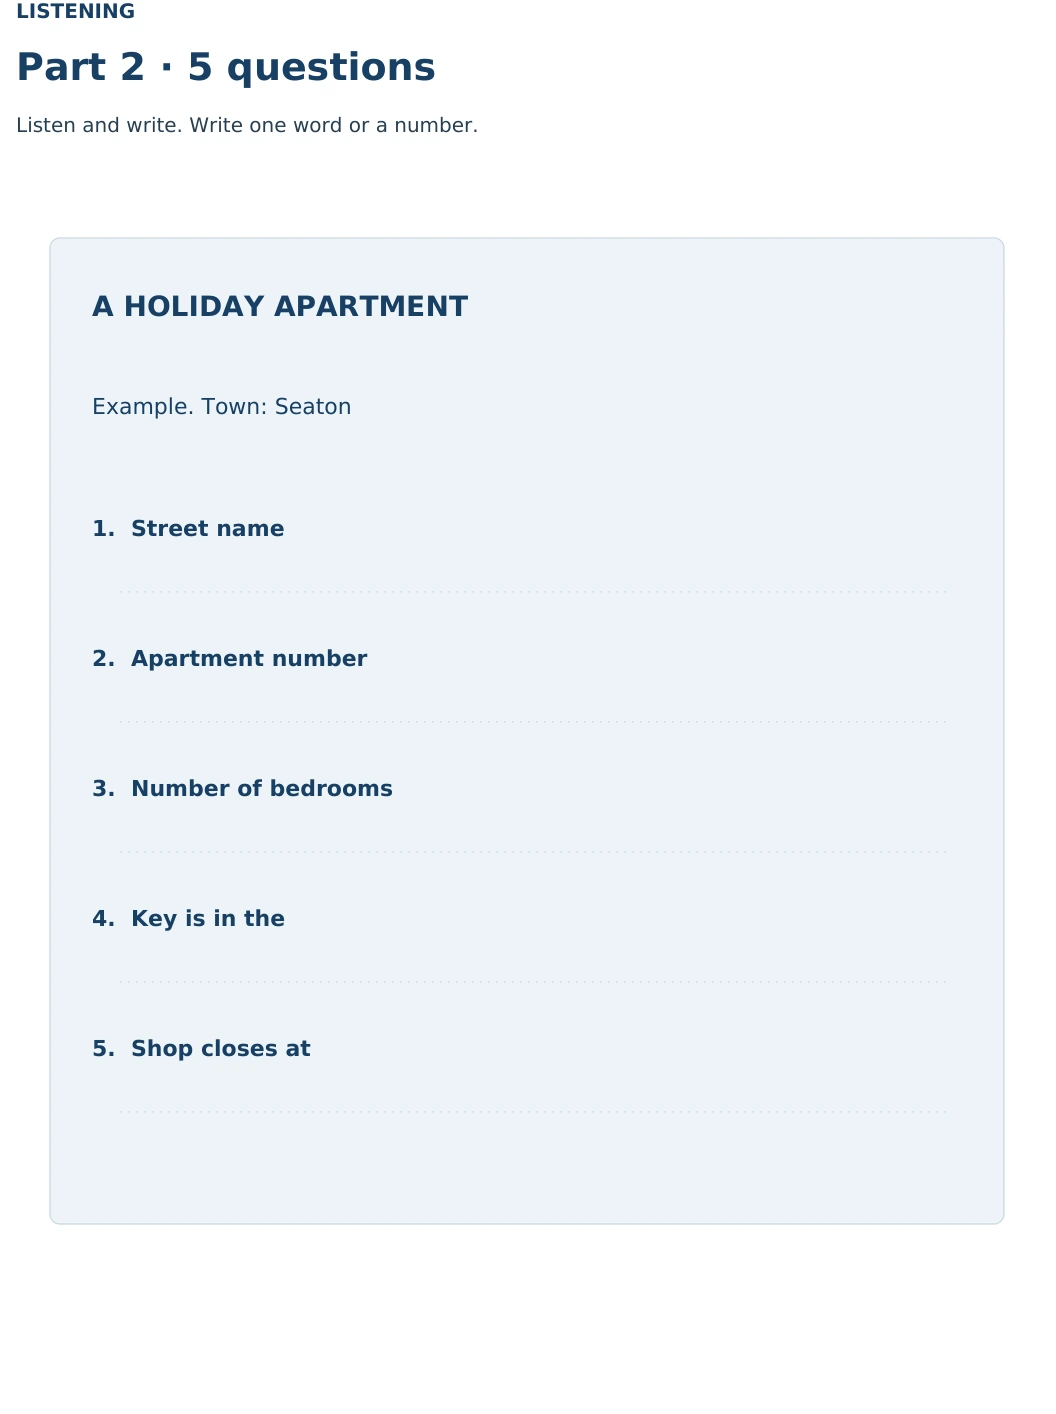 LISTENING
Part 2 · 5 questions
Listen and write. Write one word or a number.
A HOLIDAY APARTMENT
Example. Town: Seaton
1. Street name
2. Apartment number
3. Number of bedrooms
4. Key is in the
5. Shop closes at